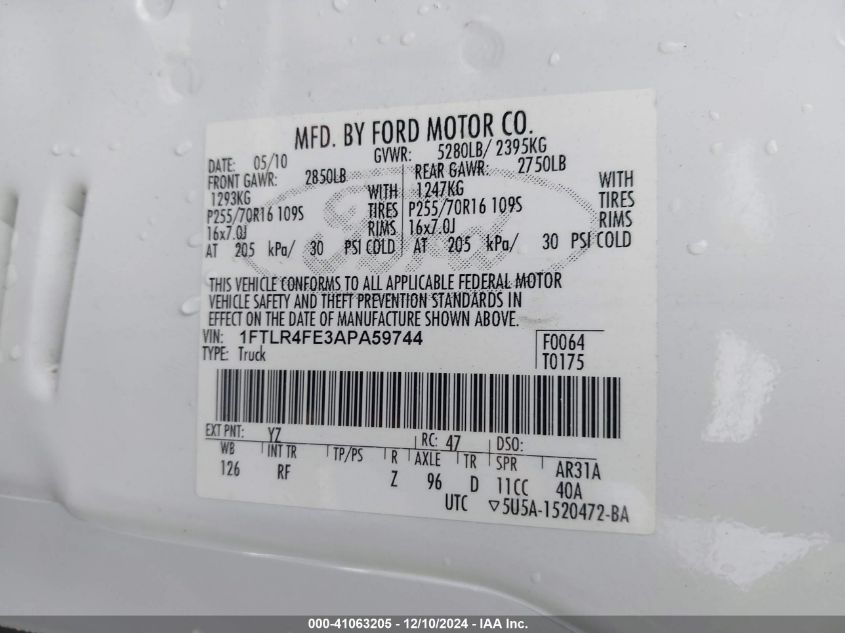 MFD. BY FORD MOTOR CO.
DATE: 05/10 GVWR: 5280LB/ 2395KG
FRONT GAWR: 2850LB REAR GAWR: 2750LB
1293KG WITH 1247KG WITH
P255/70R16 109S TIRES P255/70R16 109S TIRES
16x7.0J RIMS 16x7.0J RIMS
AT 205 kPa/ 30 PSI COLD AT 205 kPa/ 30 PSI COLD
THIS VEHICLE CONFORMS TO ALL APPLICABLE FEDERAL MOTOR
VEHICLE SAFETY AND THEFT PREVENTION STANDARDS IN
EFFECT ON THE DATE OF MANUFACTURE SHOWN ABOVE.
VIN: 1FTLR4FE3APA59744 F0064
TYPE: Truck T0175
EXT PNT: YZ RC: 47 DSO:
WB INT TR TP/PS R AXLE TR SPR AR31A
126 RF Z 96 D 11CC 40A
UTC ▽5U5A-1520472-BA
000-41063205 - 12/10/2024 - IAA Inc.